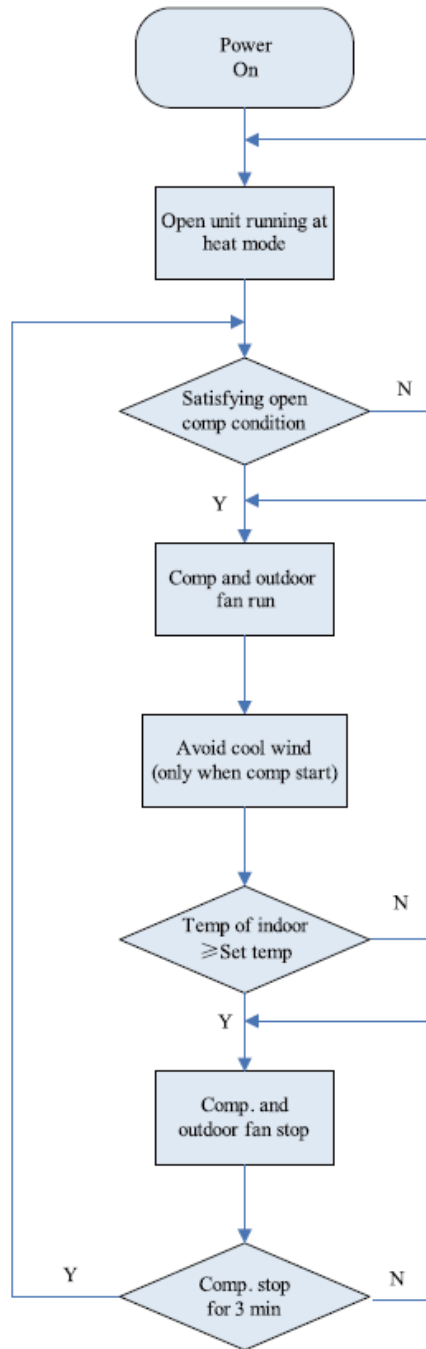 Power
On
Open unit running at
heat mode
Satisfying open
comp condition
N
Y
Comp and outdoor
fan run
Avoid cool wind
(only when comp start)
Temp of indoor
≥Set temp
N
Y
Comp. and
outdoor fan stop
Y
Comp. stop
for 3 min
N